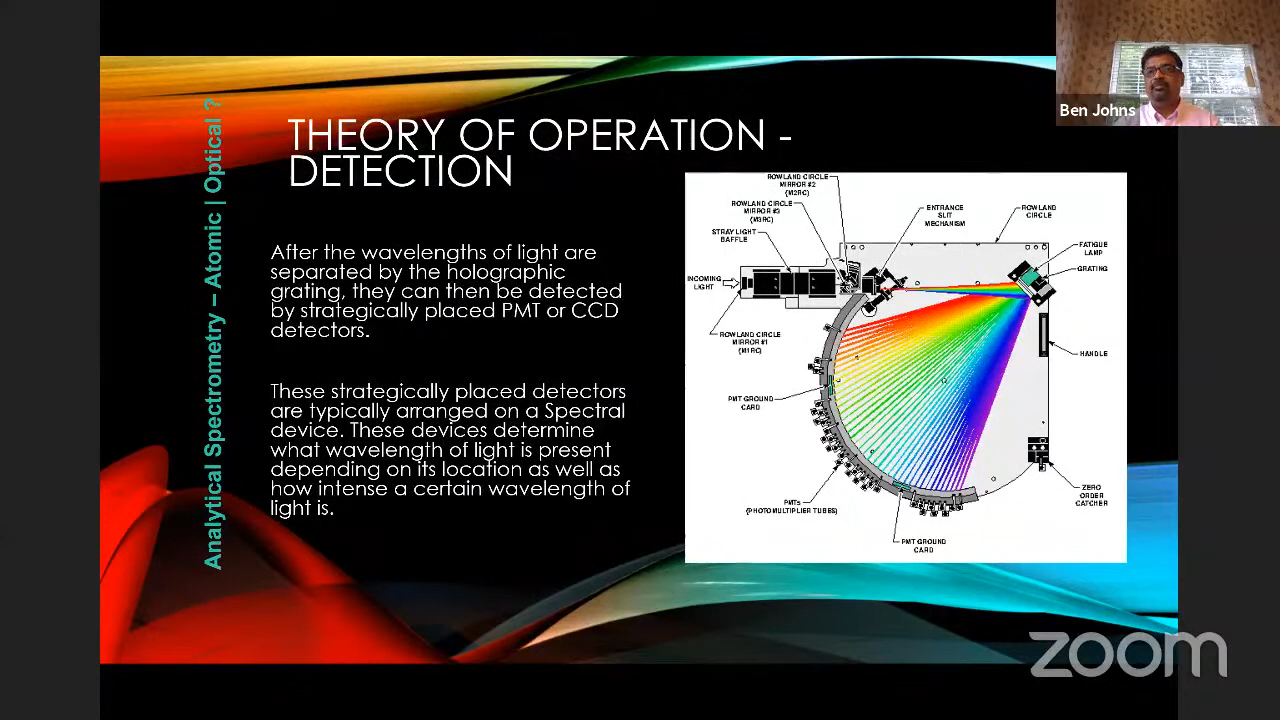 Ben Johns
Analytical Spectrometry – Atomic | Optical ?
THEORY OF OPERATION -
DETECTION
After the wavelengths of light are
separated by the holographic
grating, they can then be detected
by strategically placed PMT or CCD
detectors.
These strategically placed detectors
are typically arranged on a Spectral
device. These devices determine
what wavelength of light is present
depending on its location as well as
how intense a certain wavelength of
light is.
ROWLAND CIRCLE
MIRROR #2
(M2RC)
ROWLAND CIRCLE
MIRROR #3
(M3RC)
STRAY LIGHT
BAFFLE
INCOMING
LIGHT
ROWLAND CIRCLE
MIRROR #1
(M1RC)
ENTRANCE
SLIT
MECHANISM
ROWLAND
CIRCLE
FATIGUE
LAMP
GRATING
HANDLE
PMT GROUND
CARD
PMTs
(PHOTOMULTIPLIER TUBES)
PMT GROUND
CARD
ZERO
ORDER
CATCHER
zoom